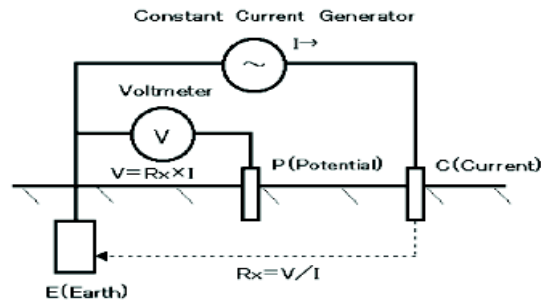 Constant Current Generator
I→
~
Voltmeter
V
V=Rx×I
P(Potential)
C(Current)
Rx=V/I
E(Earth)